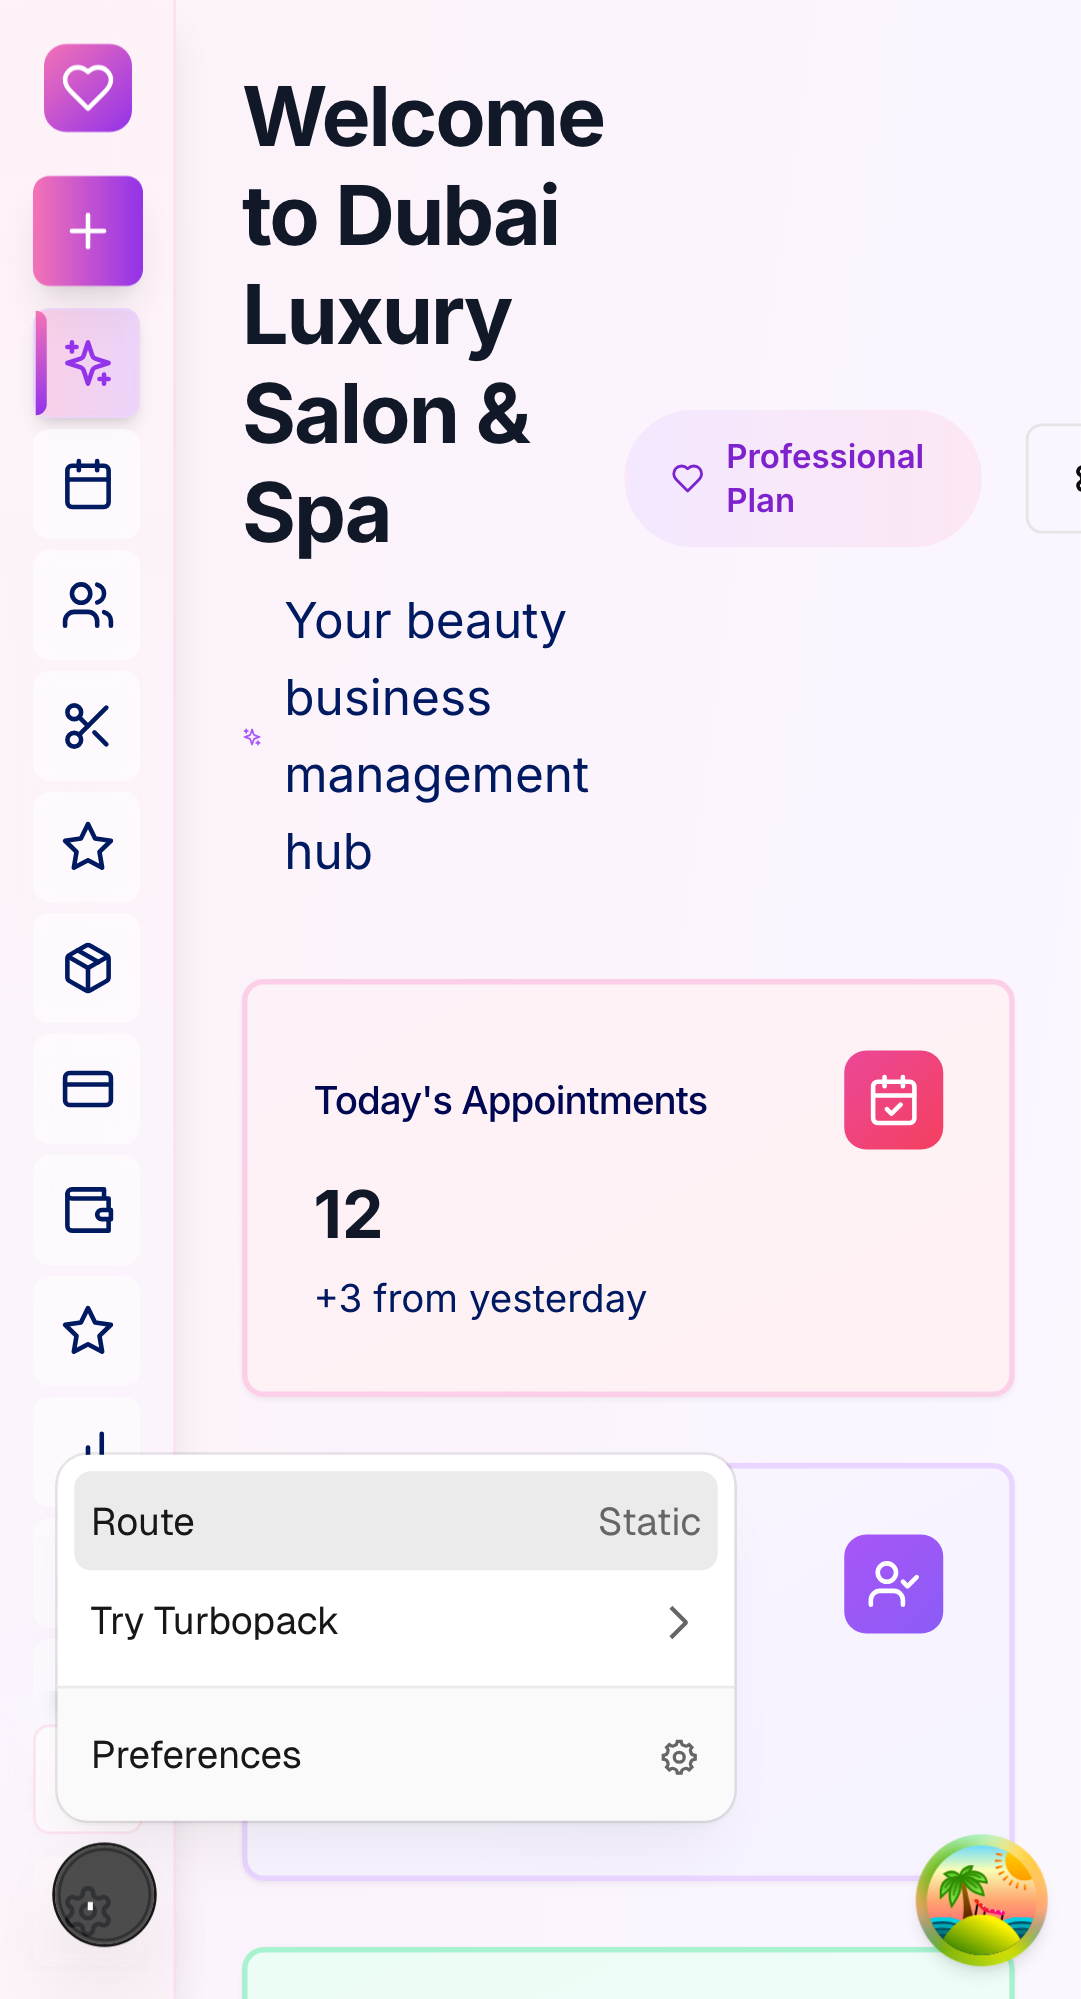 Welcome
to Dubai
Luxury
Salon &
Spa
Professional
Plan
Your beauty
business
management
hub
Today's Appointments
12
+3 from yesterday
Route Static
Try Turbopack
Preferences